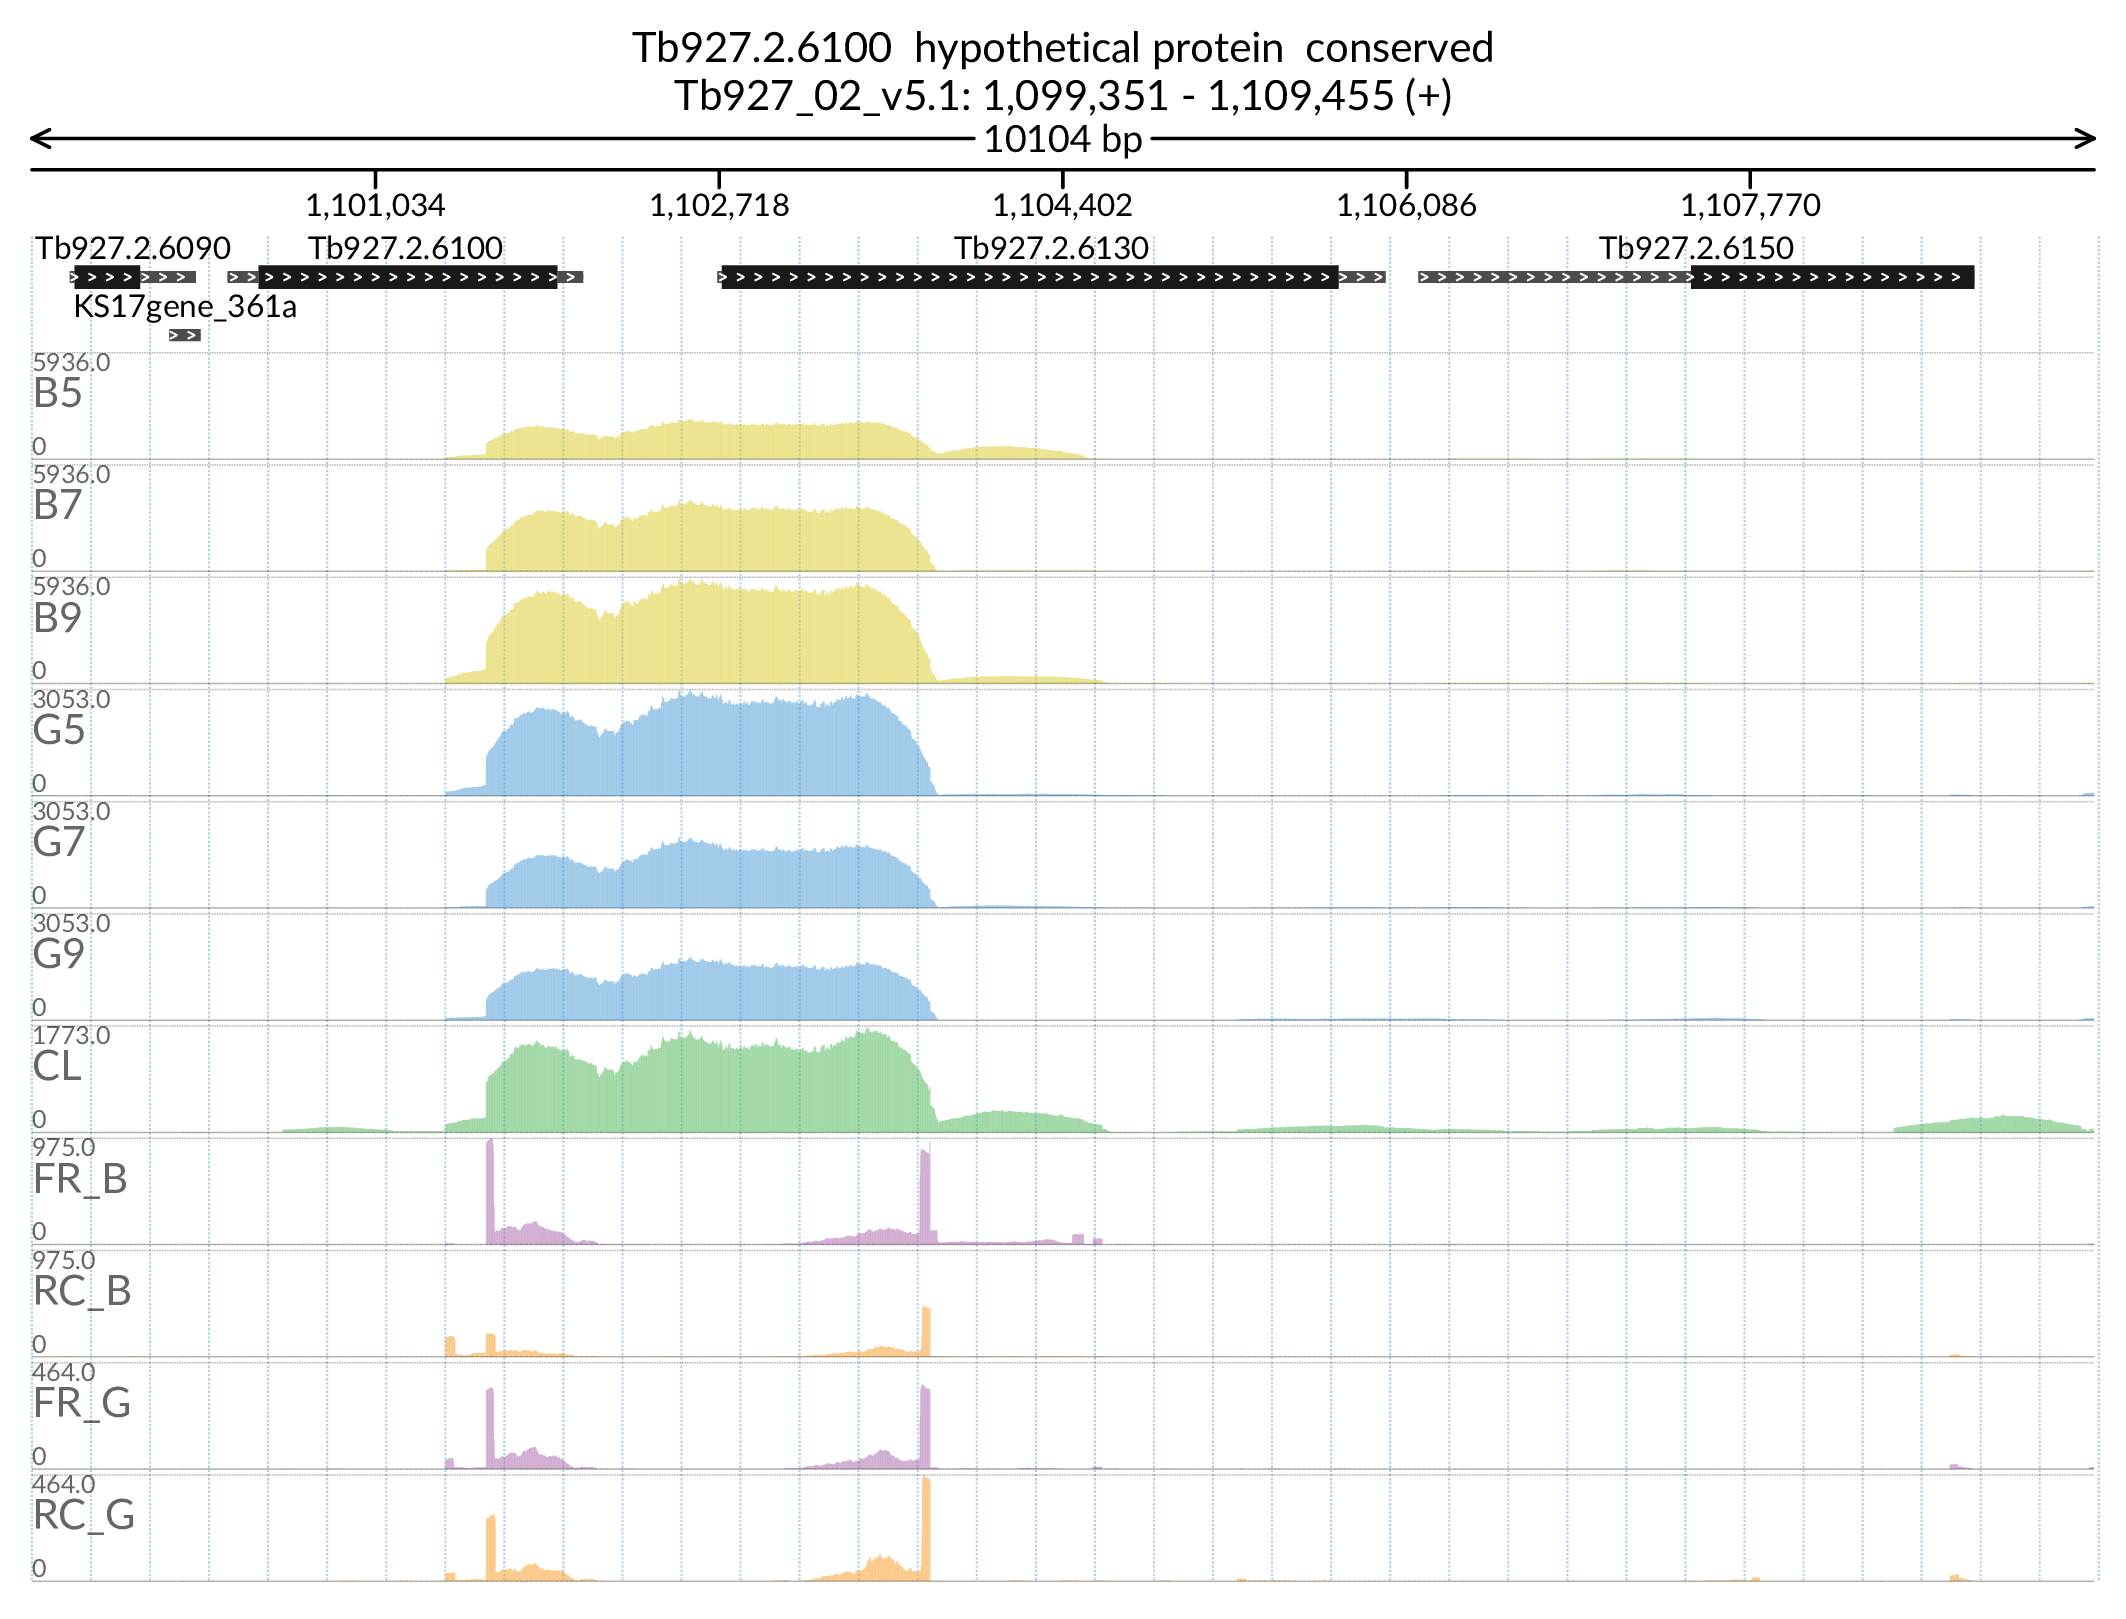 Tb927.2.6100  hypothetical protein  conserved
Tb927_02_v5.1: 1,099,351 - 1,109,455 (+)
10104 bp
1,101,034 1,102,718 1,104,402 1,106,086 1,107,770
Tb927.2.6090 Tb927.2.6100 Tb927.2.6130 Tb927.2.6150
KS17gene_361a
5936.0
B5
0
5936.0
B7
0
5936.0
B9
0
3053.0
G5
0
3053.0
G7
0
3053.0
G9
0
1773.0
CL
0
975.0
FR_B
0
975.0
RC_B
0
464.0
FR_G
0
464.0
RC_G
0